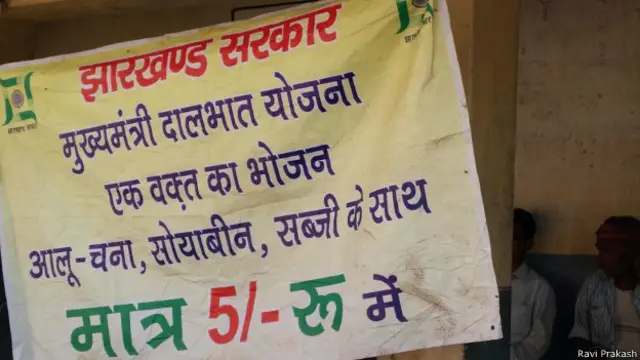 झारखण्ड सरकार
मुख्यमंत्री दालभात योजना
एक वक़्त का भोजन
आलू-चना, सोयाबीन, सब्जी के साथ
मात्र 5/- रू में
Ravi Prakash